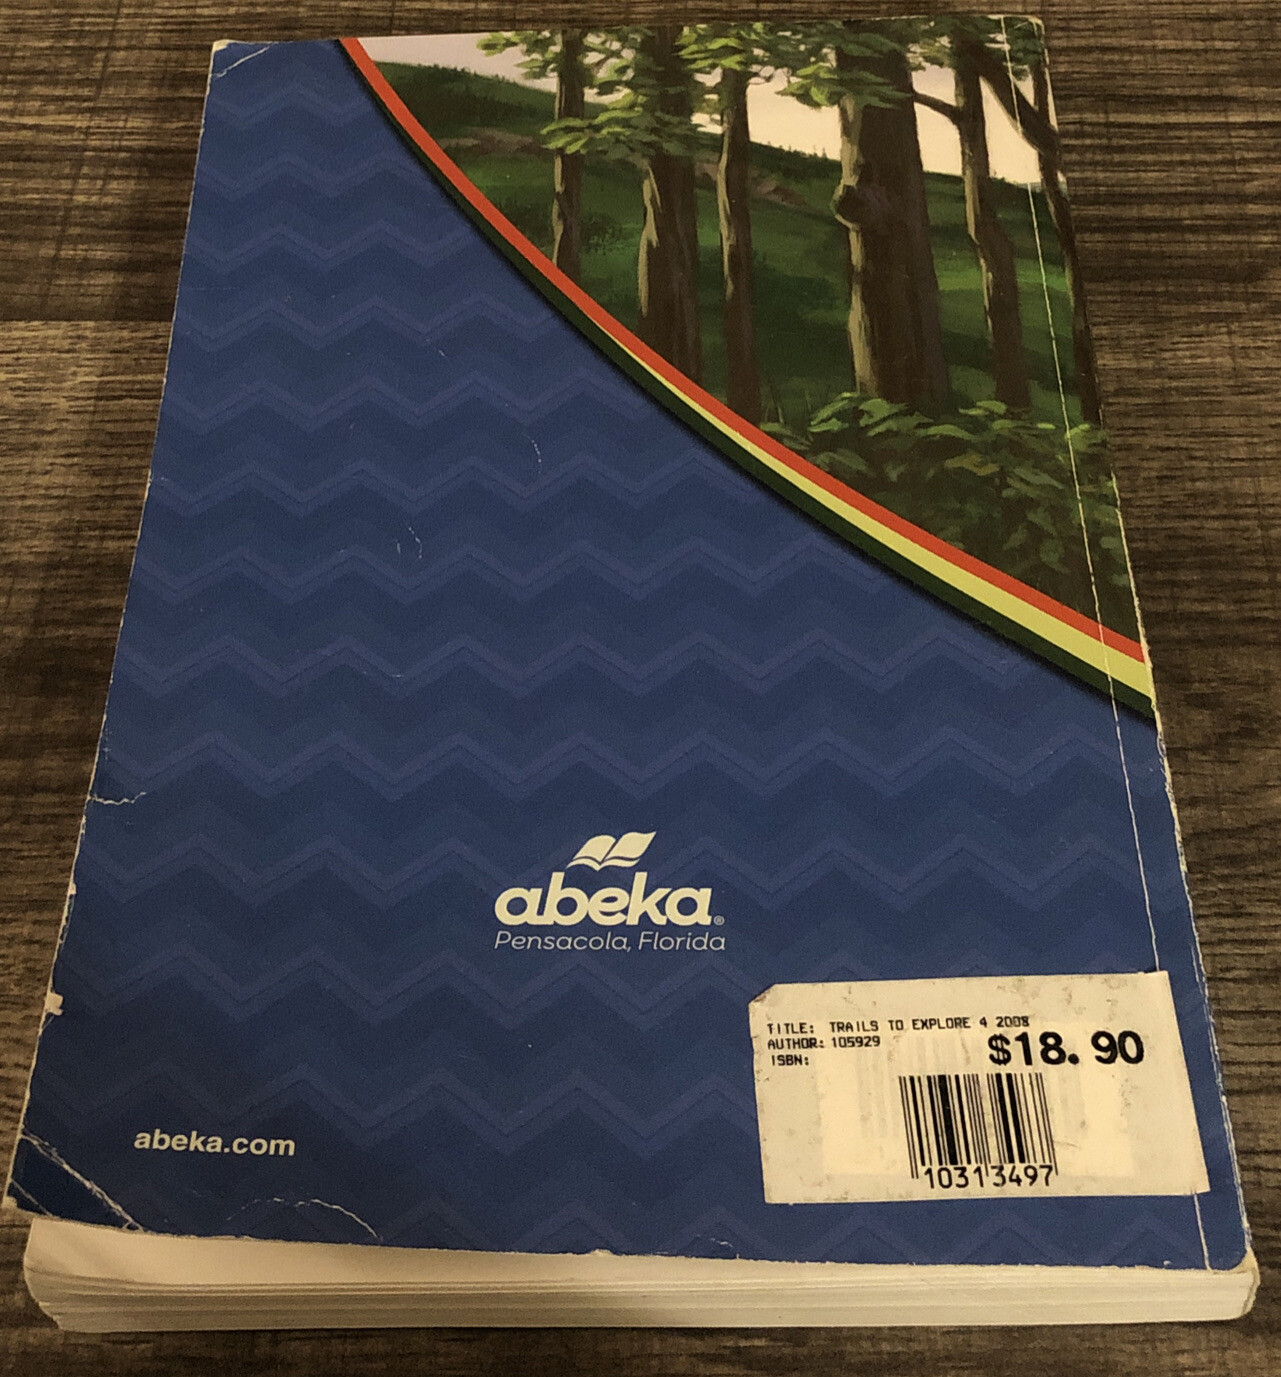 abeka®
Pensacola, Florida
TITLE: TRAILS TO EXPLORE 4 2008
AUTHOR: 105929
ISBN:
$18.90
10313497
abeka.com